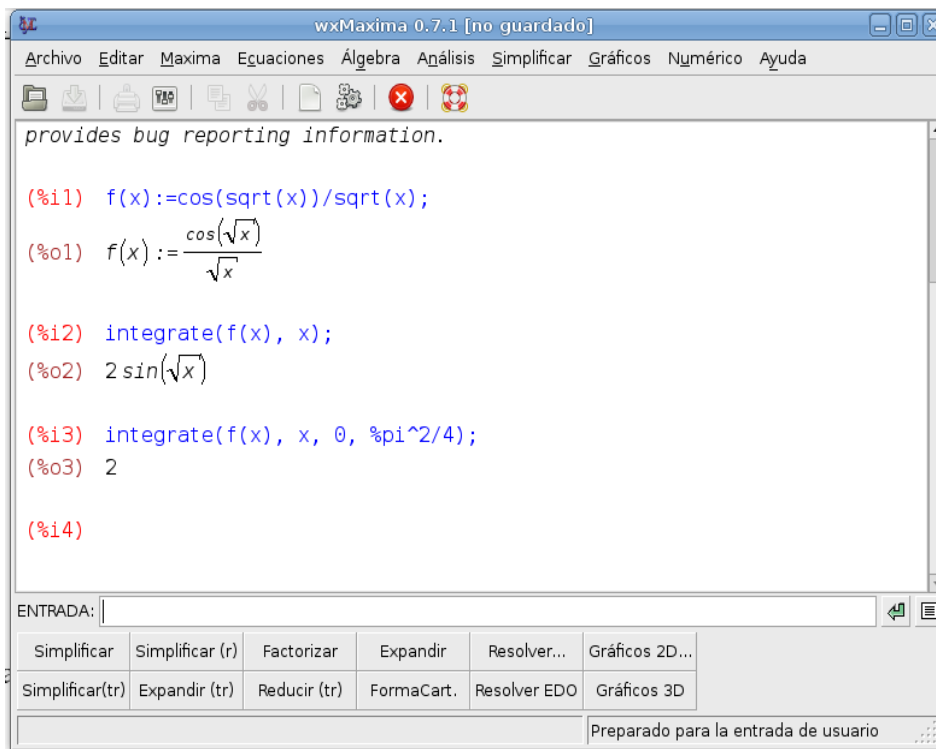 wxMaxima 0.7.1 [no guardado]
Archivo Editar Maxima Ecuaciones Álgebra Análisis Simplificar Gráficos Numérico Ayuda
provides bug reporting information.
(%i1) f(x):=cos(sqrt(x))/sqrt(x);
(%o1) f(x):=cos(√x)/√x
(%i2) integrate(f(x), x);
(%o2) 2 sin(√x)
(%i3) integrate(f(x), x, 0, %pi^2/4);
(%o3) 2
(%i4)
ENTRADA:
Simplificar Simplificar (r) Factorizar Expandir Resolver... Gráficos 2D...
Simplificar(tr) Expandir (tr) Reducir (tr) FormaCart. Resolver EDO Gráficos 3D
Preparado para la entrada de usuario